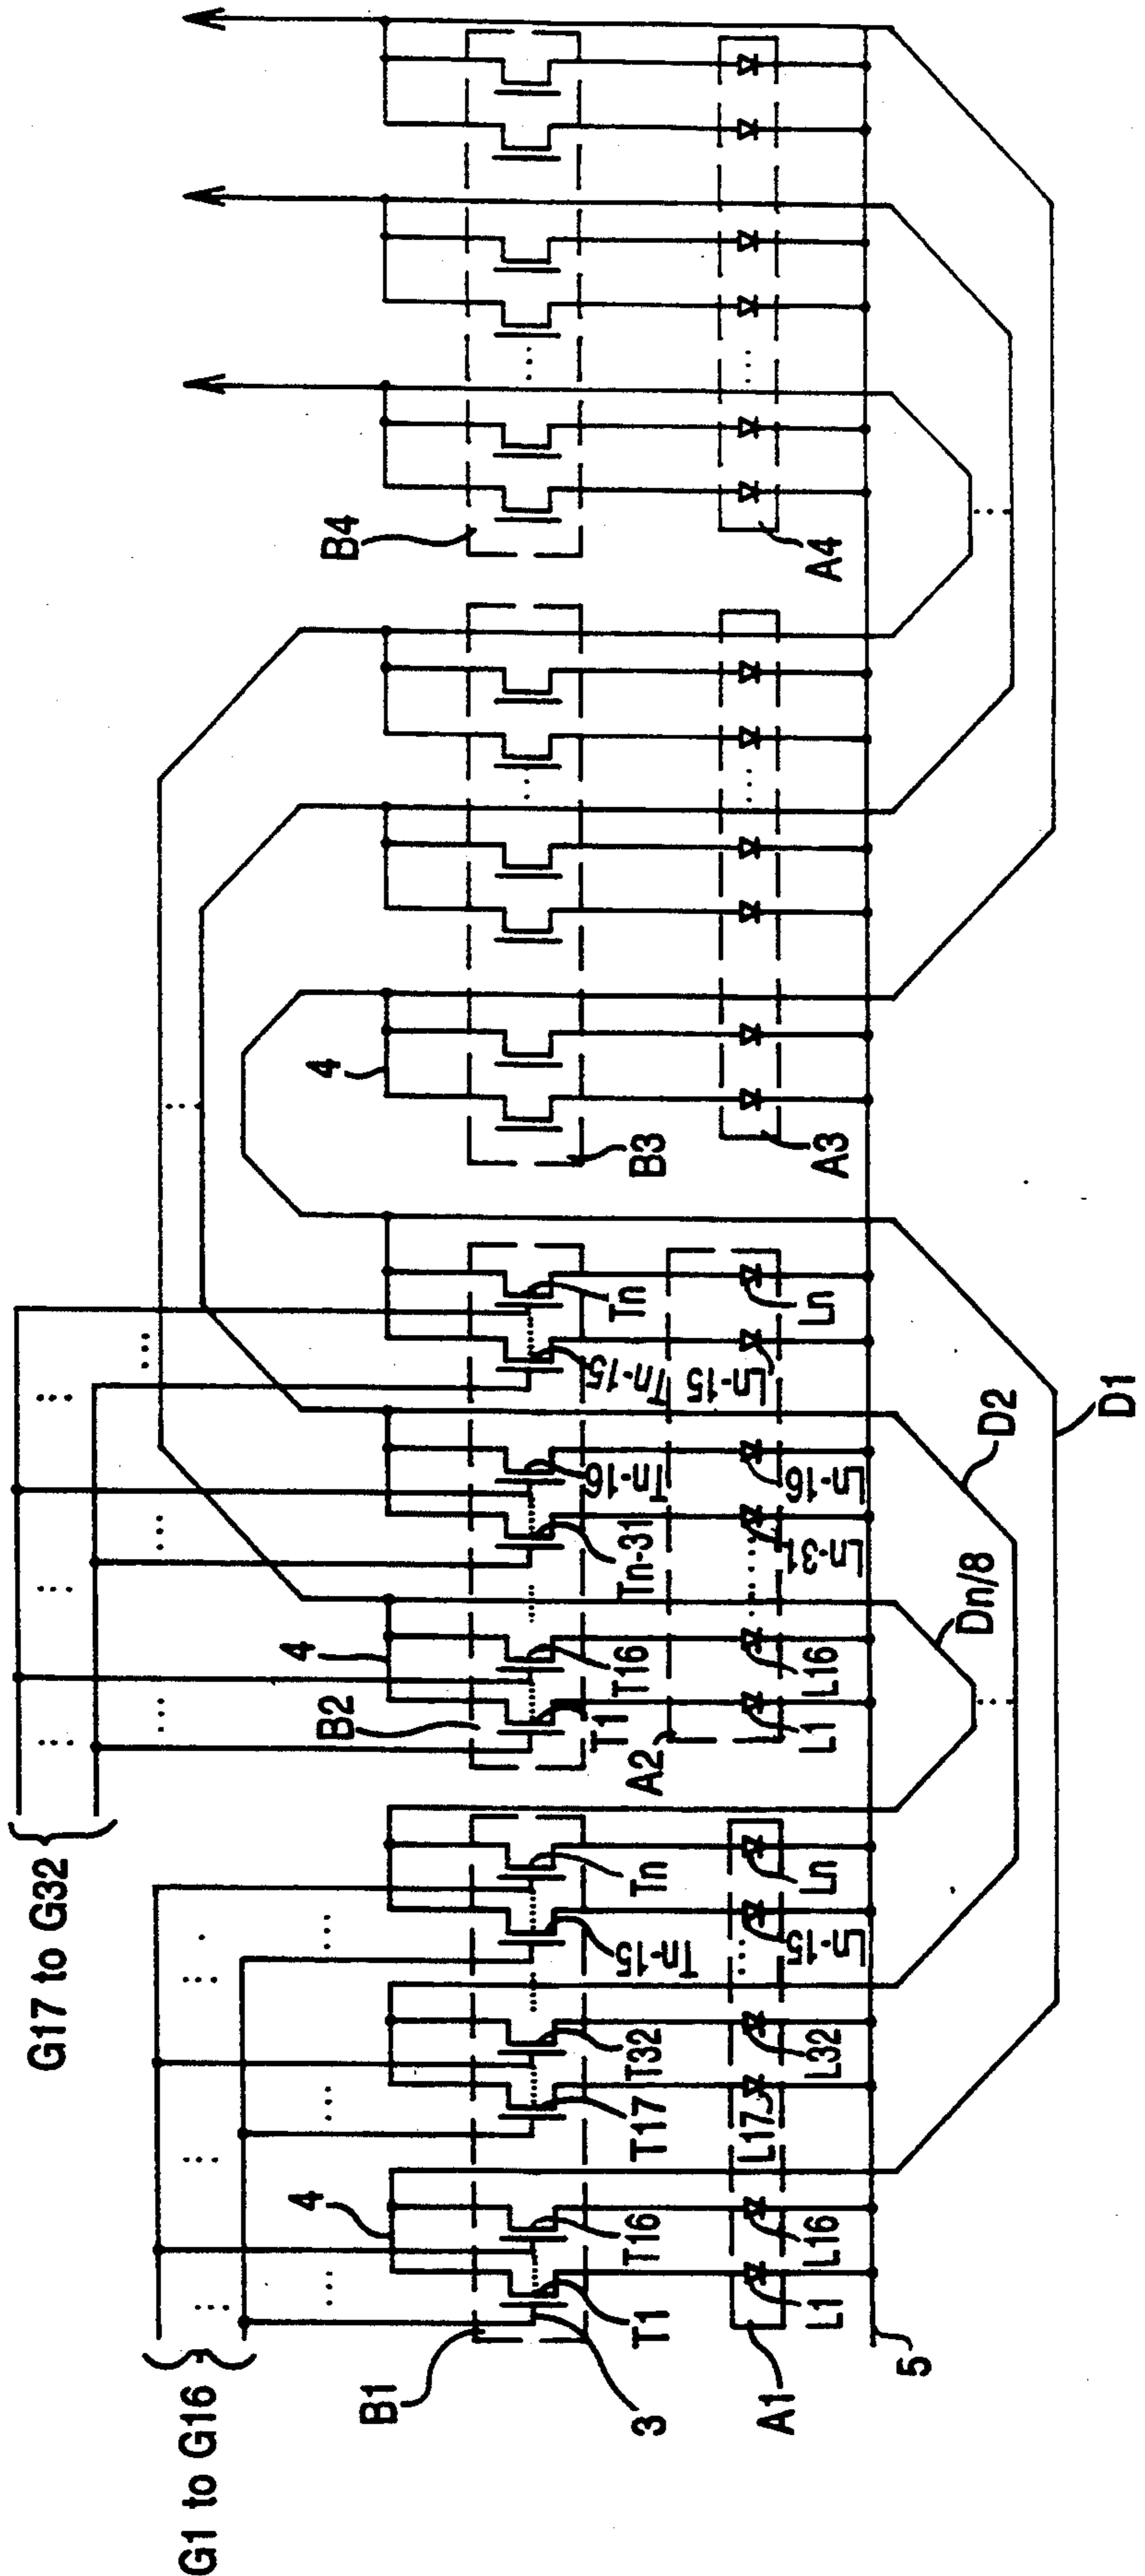 G17 to G32
G1 to G16
B4
4
B3
4
B2
4
B1
3
Tn
Tn-15
Tn-16
Tn-31
T16
T1
Tn
Tn-15
T32
T17
T16
T1
A4
A3
A2
A1
Ln
Ln-15
Ln-16
Ln-31
L16
L1
Ln
Ln-15
L32
L17
L16
L1
5
Dn/8
D2
D1